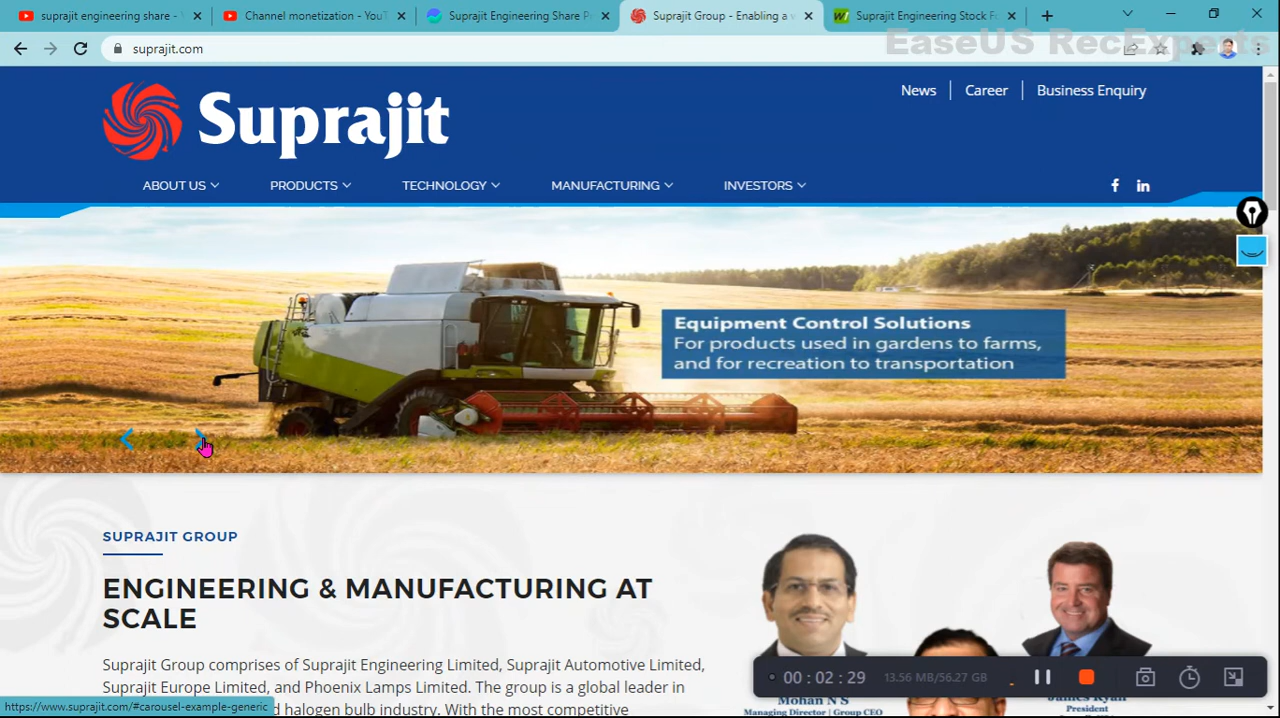 suprajit engineering share -
Channel monetization - YouT
Suprajit Engineering Share Pr
Suprajit Group - Enabling a w
Suprajit Engineering Stock Fo
suprajit.com
EaseUS RecExperts
Suprajit
News
Career
Business Enquiry
ABOUT US
PRODUCTS
TECHNOLOGY
MANUFACTURING
INVESTORS
Equipment Control Solutions
For products used in gardens to farms,
and for recreation to transportation
SUPRAJIT GROUP
ENGINEERING & MANUFACTURING AT
SCALE
Suprajit Group comprises of Suprajit Engineering Limited, Suprajit Automotive Limited,
Suprajit Europe Limited, and Phoenix Lamps Limited. The group is a global leader in
d halogen bulb industry. With the most competitive
https://www.suprajit.com/#carousel-example-generic
00:02:29
13.56 MB/56.27 GB
Mohan N S
Managing Director | Group CEO
James Ryan
President